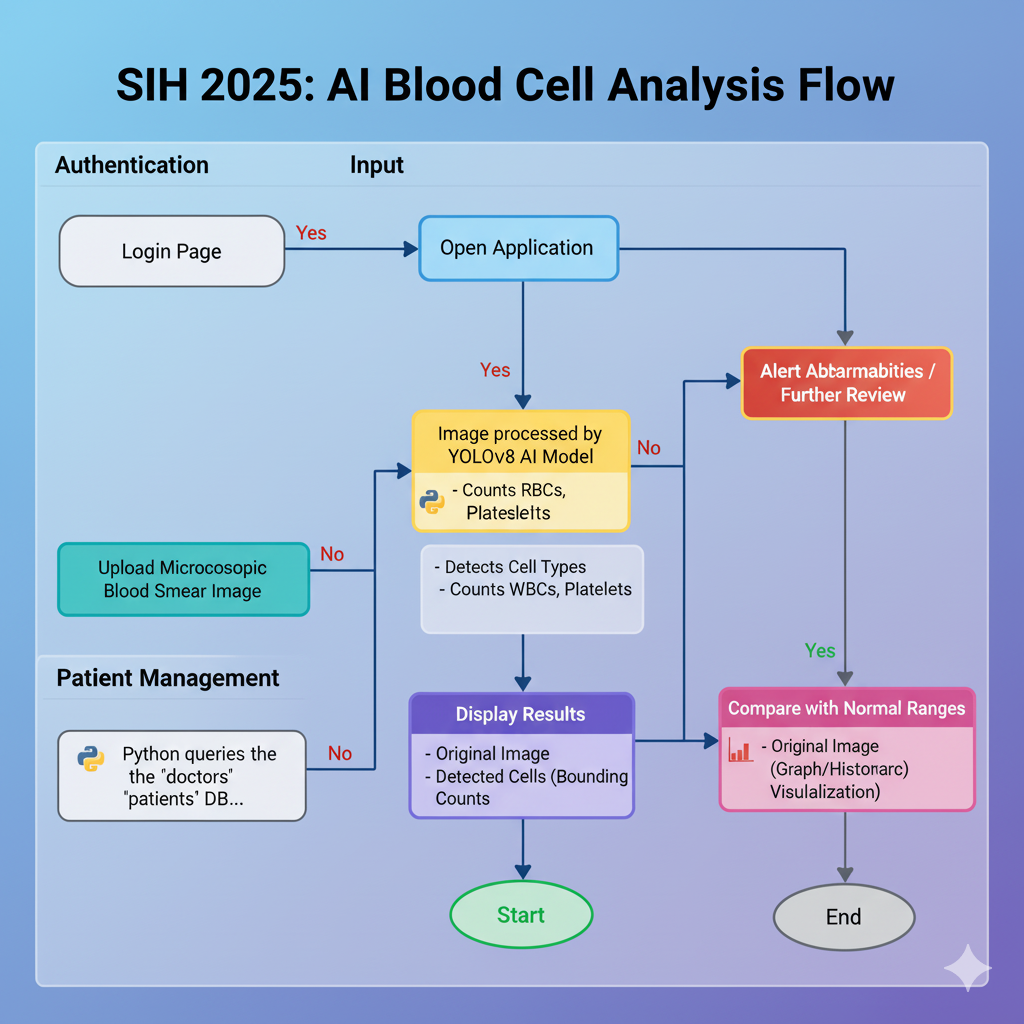 SIH 2025: AI Blood Cell Analysis Flow
Authentication
Input
Login Page
Yes
Open Application
Yes
Alert Abtarmabities /
Further Review
Image processed by
YOLOv8 AI Model
- Counts RBCs,
Plateslelts
No
Upload Microcosopic
Blood Smear Image
No
- Detects Cell Types
- Counts WBCs, Platelets
Yes
Patient Management
Python queries the
the "doctors"
"patients" DB...
No
Display Results
- Original Image
- Detected Cells (Bounding
Counts
Compare with Normal Ranges
- Original Image
(Graph/Historarc)
Visulalization)
Start
End